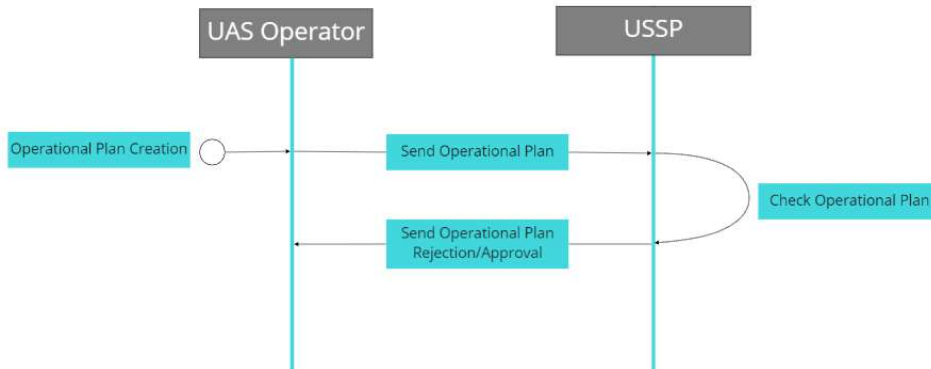 UAS Operator
USSP
Operational Plan Creation
Send Operational Plan
Check Operational Plan
Send Operational Plan
Rejection/Approval